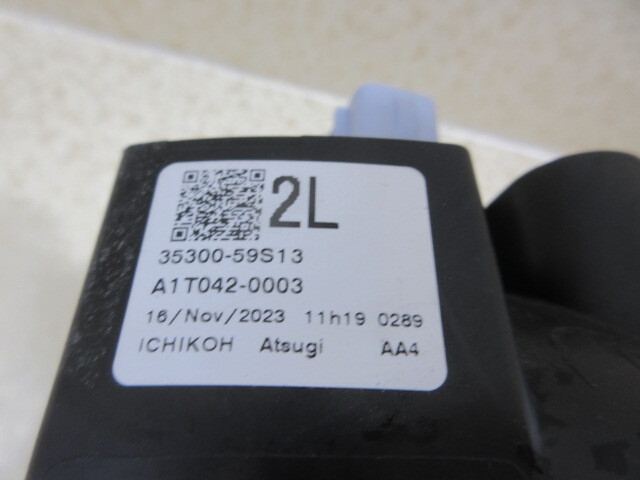 2L
35300-59S13
A1T042-0003
16/Nov/2023 11h19 0289
ICHIKOH Atsugi AA4